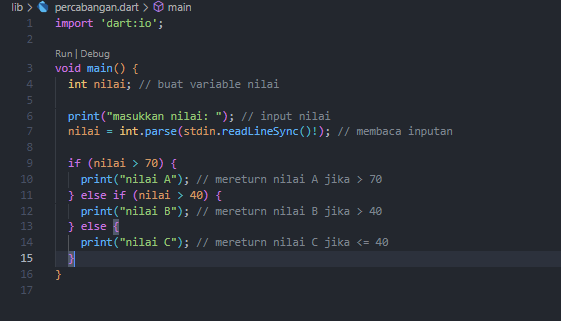 lib > percabangan.dart > main
1 import 'dart:io';
2
Run | Debug
3 void main() {
4   int nilai; // buat variable nilai
5
6   print("masukkan nilai: "); // input nilai
7   nilai = int.parse(stdin.readLineSync()!); // membaca inputan
8
9   if (nilai > 70) {
10     print("nilai A"); // mereturn nilai A jika > 70
11   } else if (nilai > 40) {
12     print("nilai B"); // mereturn nilai B jika > 40
13   } else {
14     print("nilai C"); // mereturn nilai C jika <= 40
15   }
16 }
17